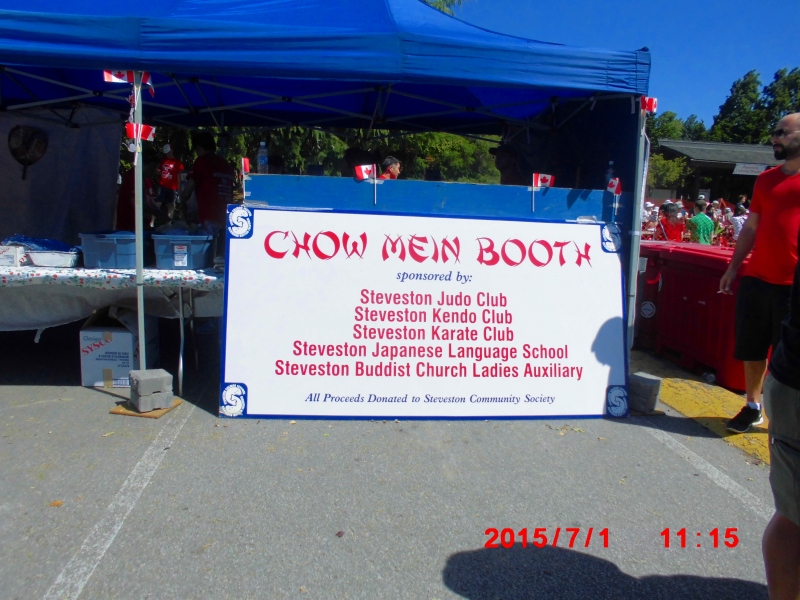 CHOW MEIN BOOTH
sponsored by:
Steveston Judo Club
Steveston Kendo Club
Steveston Karate Club
Steveston Japanese Language School
Steveston Buddist Church Ladies Auxiliary
All Proceeds Donated to Steveston Community Society
SYSCO
2015/7/1 11:15